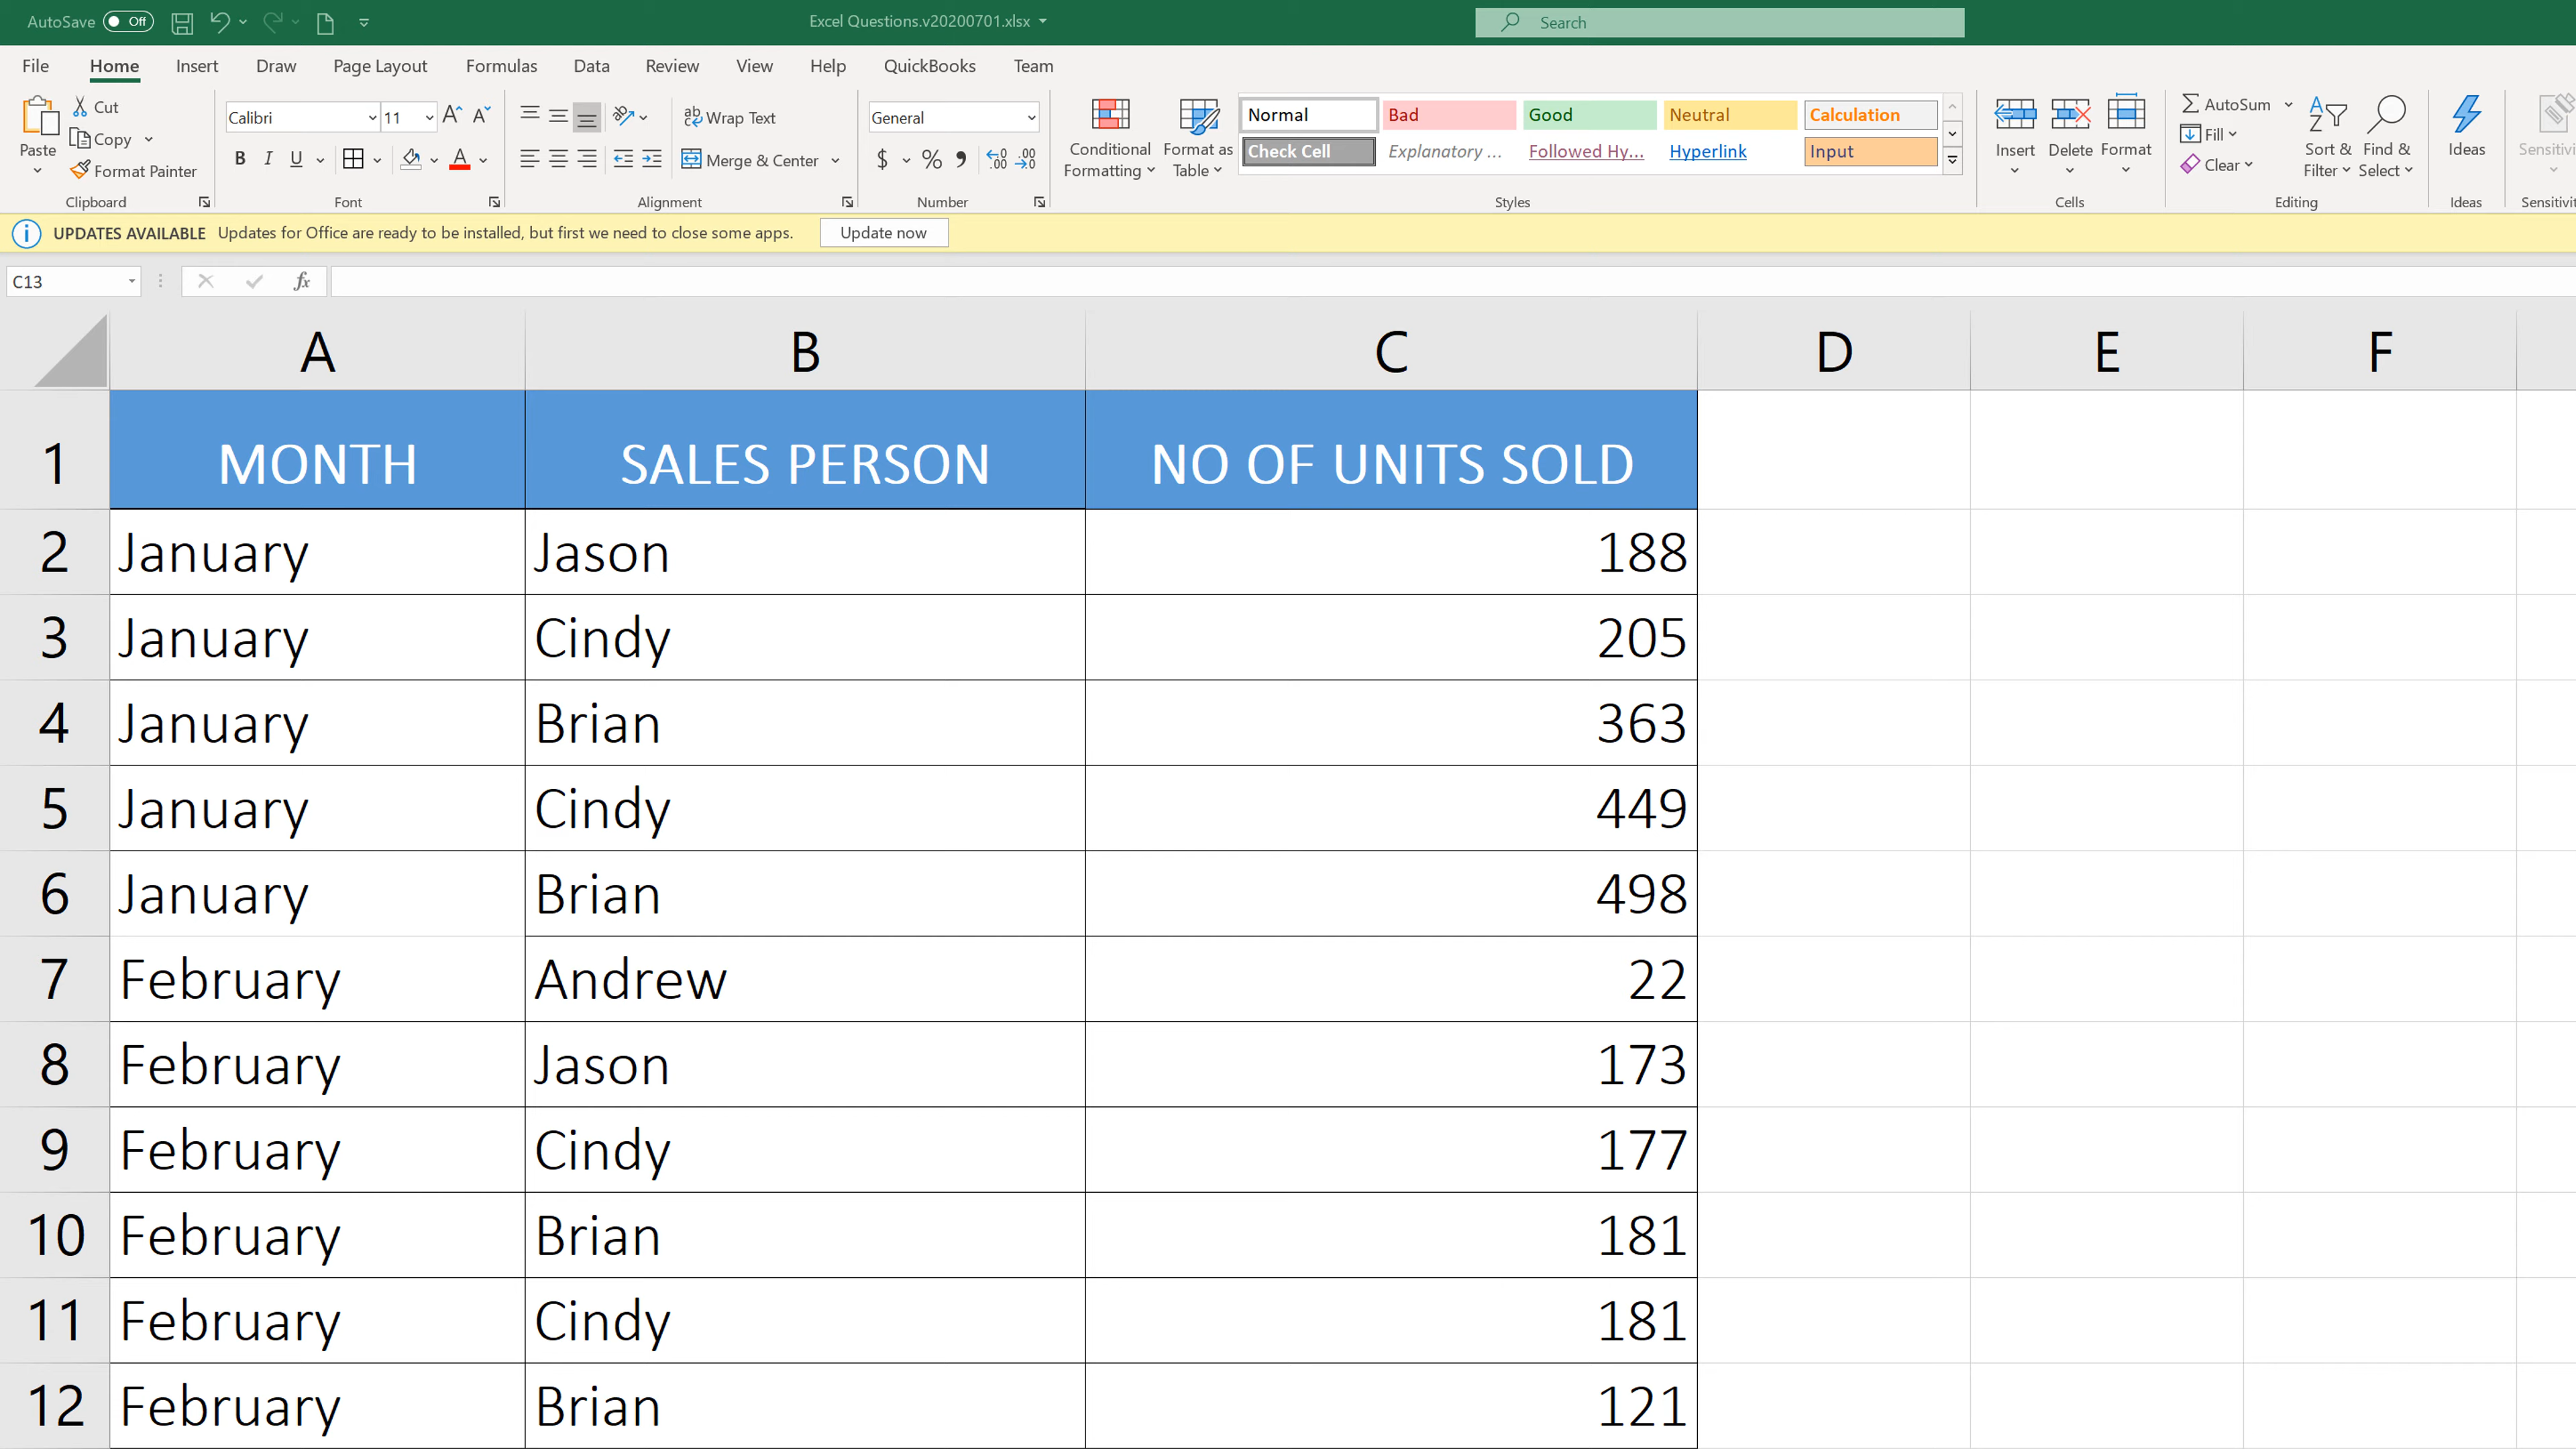 AutoSave Off Excel Questions.v20200701.xlsx Search
File Home Insert Draw Page Layout Formulas Data Review View Help QuickBooks Team
Paste
Cut
Copy
Format Painter
Clipboard
Calibri 11
B I U A
Font
Wrap Text
Merge & Center
Alignment
General
$ % ,
Number
Conditional Formatting
Format as Table
Normal Bad Good Neutral Calculation
Check Cell Explanatory ... Followed Hy... Hyperlink Input
Styles
Insert Delete Format
Cells
AutoSum
Fill
Clear
Sort & Filter
Find & Select
Editing
Ideas
Ideas
Sensitivi
Sensitivit
UPDATES AVAILABLE Updates for Office are ready to be installed, but first we need to close some apps. Update now
C13 fx
A B C D E F
1 MONTH SALES PERSON NO OF UNITS SOLD
2 January Jason 188
3 January Cindy 205
4 January Brian 363
5 January Cindy 449
6 January Brian 498
7 February Andrew 22
8 February Jason 173
9 February Cindy 177
10 February Brian 181
11 February Cindy 181
12 February Brian 121